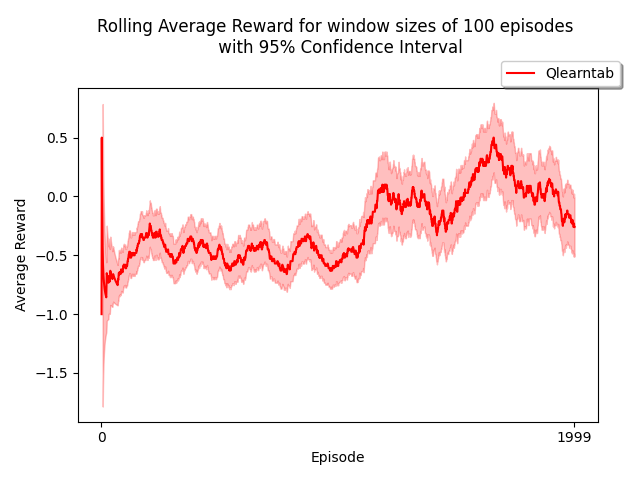 Rolling Average Reward for window sizes of 100 episodes
with 95% Confidence Interval
Qlearntab
0.5
0.0
−0.5
−1.0
−1.5
Average Reward
0
1999
Episode